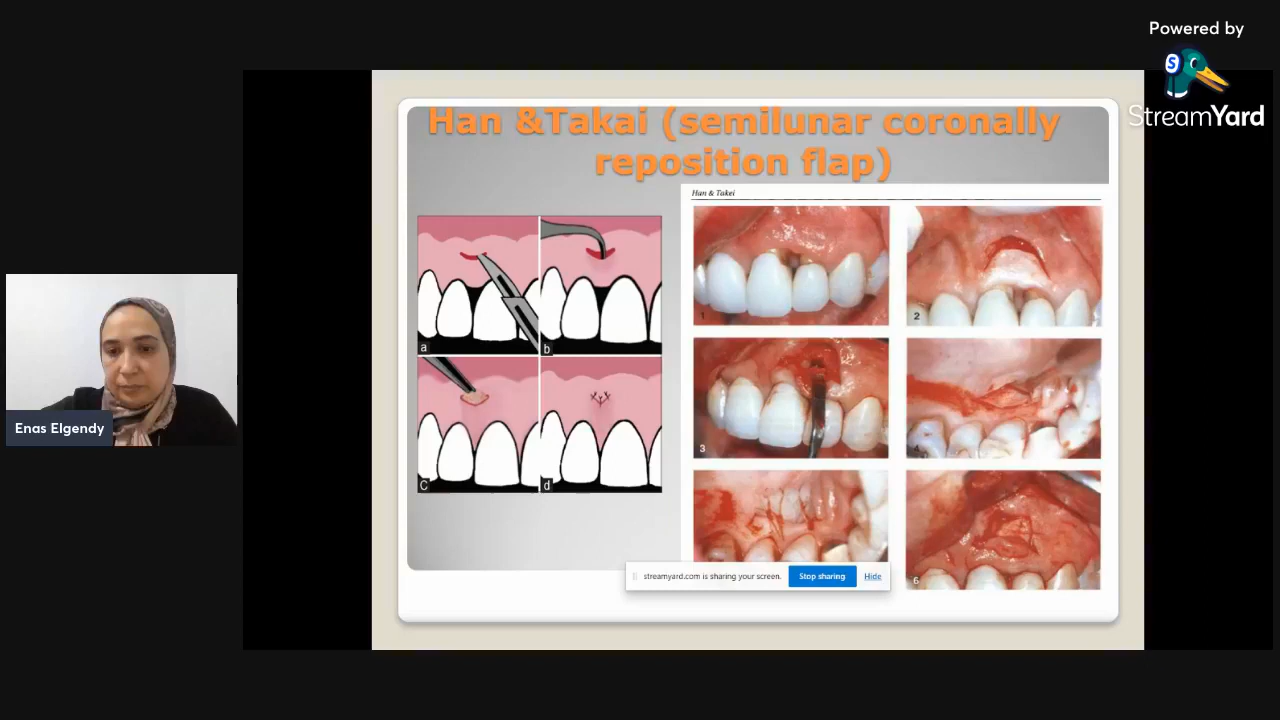 Powered by
StreamYard
Han &Takai (semilunar coronally
reposition flap)
Han & Takei
a
b
c
d
1
2
3
6
Enas Elgendy
streamyard.com is sharing your screen.
Stop sharing
Hide